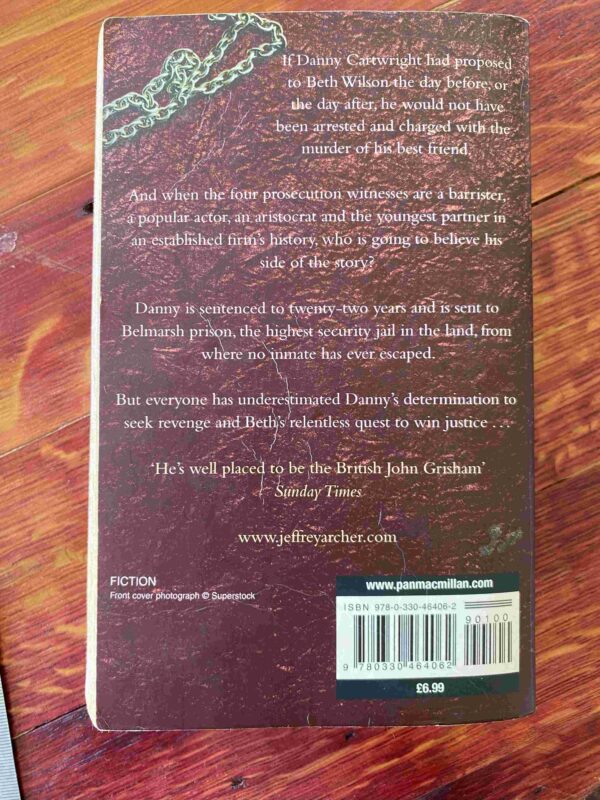 If Danny Cartwright had proposed
to Beth Wilson the day before, or
the day after, he would not have
been arrested and charged with the
murder of his best friend.
And when the four prosecution witnesses are a barrister,
a popular actor, an aristocrat and the youngest partner in
an established firm's history, who is going to believe his
side of the story?
Danny is sentenced to twenty-two years and is sent to
Belmarsh prison, the highest security jail in the land, from
where no inmate has ever escaped.
But everyone has underestimated Danny's determination to
seek revenge and Beth's relentless quest to win justice . . .
'He's well placed to be the British John Grisham'
Sunday Times
www.jeffreyarcher.com
FICTION
Front cover photograph © Superstock
www.panmacmillan.com
ISBN 978-0-330-46406-2
90100
9 780330 464062
£6.99